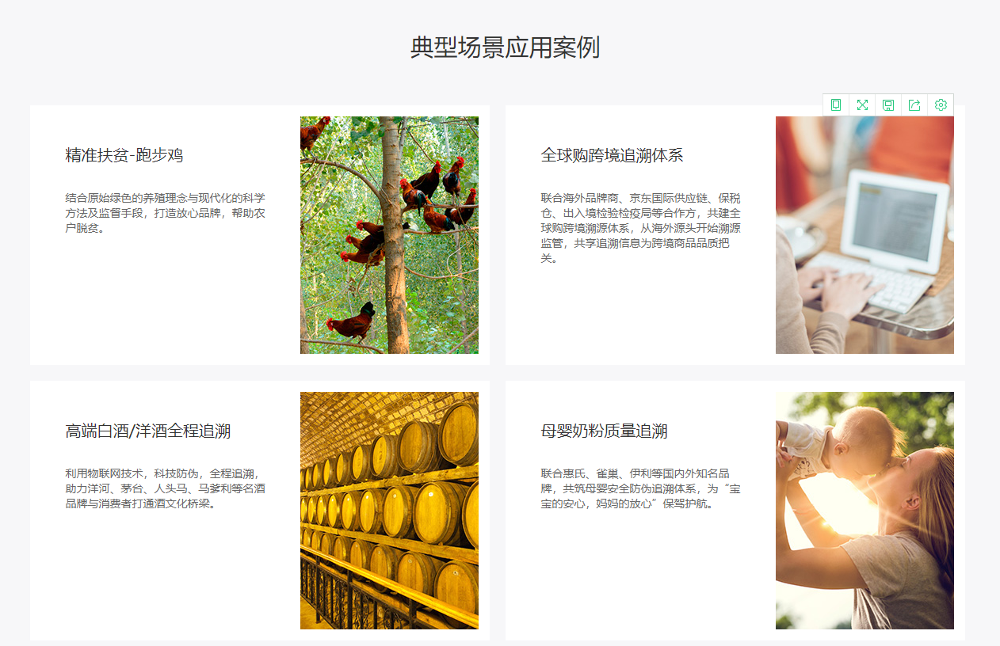 典型场景应用案例
精准扶贫-跑步鸡
结合原始绿色的养殖理念与现代化的科学
方法及监督手段，打造放心品牌，帮助农
户脱贫。
全球购跨境追溯体系
联合海外品牌商、京东国际供应链、保税
仓、出入境检验检疫局等合作方，共建全
球购跨境溯源体系，从海外源头开始溯源
监管，共享追溯信息为跨境商品品质把
关。
高端白酒/洋酒全程追溯
利用物联网技术，科技防伪，全程追溯，
助力洋河、茅台、人头马、马爹利等名酒
品牌与消费者打通酒文化桥梁。
母婴奶粉质量追溯
联合惠氏、雀巢、伊利等国内外知名品
牌，共筑母婴安全防伪追溯体系，为“宝
宝的安心，妈妈的放心”保驾护航。